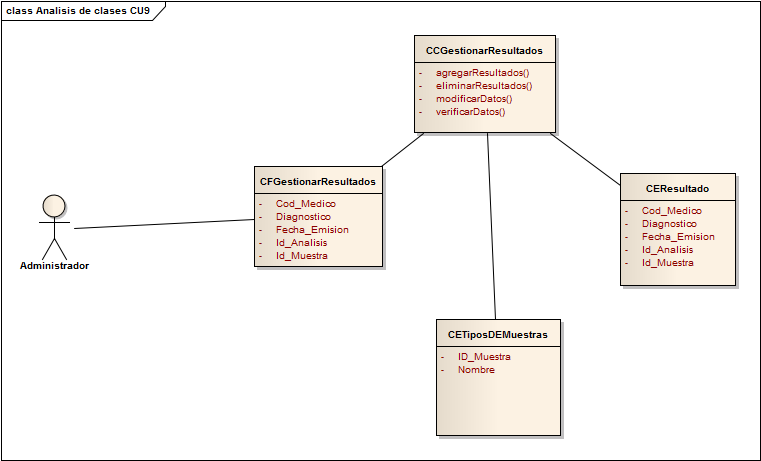 class Analisis de clases CU9
CCGestionarResultados
- agregarResultados()
- eliminarResultados()
- modificarDatos()
- verificarDatos()
CFGestionarResultados
- Cod_Medico
- Diagnostico
- Fecha_Emision
- Id_Analisis
- Id_Muestra
CEResultado
- Cod_Medico
- Diagnostico
- Fecha_Emision
- Id_Analisis
- Id_Muestra
Administrador
CETiposDEMuestras
- ID_Muestra
- Nombre